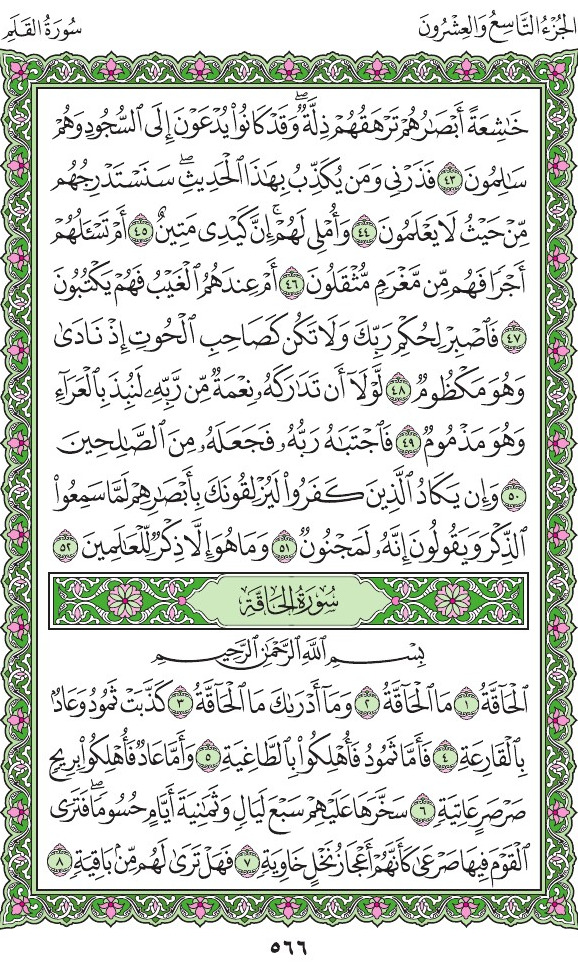 الجُزْءُ التَّاسِعُ وَالعِشْرُونَ
سُورَةُ القَلَمِ
خَٰشِعَةً أَبْصَٰرُهُمْ تَرْهَقُهُمْ ذِلَّةٌ ۖ وَقَدْ كَانُوا۟ يُدْعَوْنَ إِلَى ٱلسُّجُودِ وَهُمْ
سَٰلِمُونَ ٤٣ فَذَرْنِى وَمَن يُكَذِّبُ بِهَٰذَا ٱلْحَدِيثِ ۖ سَنَسْتَدْرِجُهُم
مِّنْ حَيْثُ لَا يَعْلَمُونَ ٤٤ وَأُمْلِى لَهُمْ ۚ إِنَّ كَيْدِى مَتِينٌ ٤٥ أَمْ تَسْـَٔلُهُمْ
أَجْرًا فَهُم مِّن مَّغْرَمٍ مُّثْقَلُونَ ٤٦ أَمْ عِندَهُمُ ٱلْغَيْبُ فَهُمْ يَكْتُبُونَ
٤٧ فَٱصْبِرْ لِحُكْمِ رَبِّكَ وَلَا تَكُن كَصَاحِبِ ٱلْحُوتِ إِذْ نَادَىٰ
وَهُوَ مَكْظُومٌ ٤٨ لَّوْلَآ أَن تَدَٰرَكَهُۥ نِعْمَةٌ مِّن رَّبِّهِۦ لَنُبِذَ بِٱلْعَرَآءِ
وَهُوَ مَذْمُومٌ ٤٩ فَٱجْتَبَٰهُ رَبُّهُۥ فَجَعَلَهُۥ مِنَ ٱلصَّٰلِحِينَ
٥٠ وَإِن يَكَادُ ٱلَّذِينَ كَفَرُوا۟ لَيُزْلِقُونَكَ بِأَبْصَٰرِهِمْ لَمَّا سَمِعُوا۟
ٱلذِّكْرَ وَيَقُولُونَ إِنَّهُۥ لَمَجْنُونٌ ٥١ وَمَا هُوَ إِلَّا ذِكْرٌ لِّلْعَٰلَمِينَ ٥٢
سُورَةُ الحَاقَّةِ
بِسْمِ ٱللَّهِ ٱلرَّحْمَٰنِ ٱلرَّحِيمِ
ٱلْحَآقَّةُ ١ مَا ٱلْحَآقَّةُ ٢ وَمَآ أَدْرَىٰكَ مَا ٱلْحَآقَّةُ ٣ كَذَّبَتْ ثَمُودُ وَعَادٌۢ
بِٱلْقَارِعَةِ ٤ فَأَمَّا ثَمُودُ فَأُهْلِكُوا۟ بِٱلطَّاغِيَةِ ٥ وَأَمَّا عَادٌ فَأُهْلِكُوا۟ بِرِيحٍ
صَرْصَرٍ عَاتِيَةٍ ٦ سَخَّرَهَا عَلَيْهِمْ سَبْعَ لَيَالٍ وَثَمَٰنِيَةَ أَيَّامٍ حُسُومًا ۖ فَتَرَى
ٱلْقَوْمَ فِيهَا صَرْعَىٰ كَأَنَّهُمْ أَعْجَازُ نَخْلٍ خَاوِيَةٍ ٧ فَهَلْ تَرَىٰ لَهُم مِّنۢ بَاقِيَةٍ ٨
٥٦٦